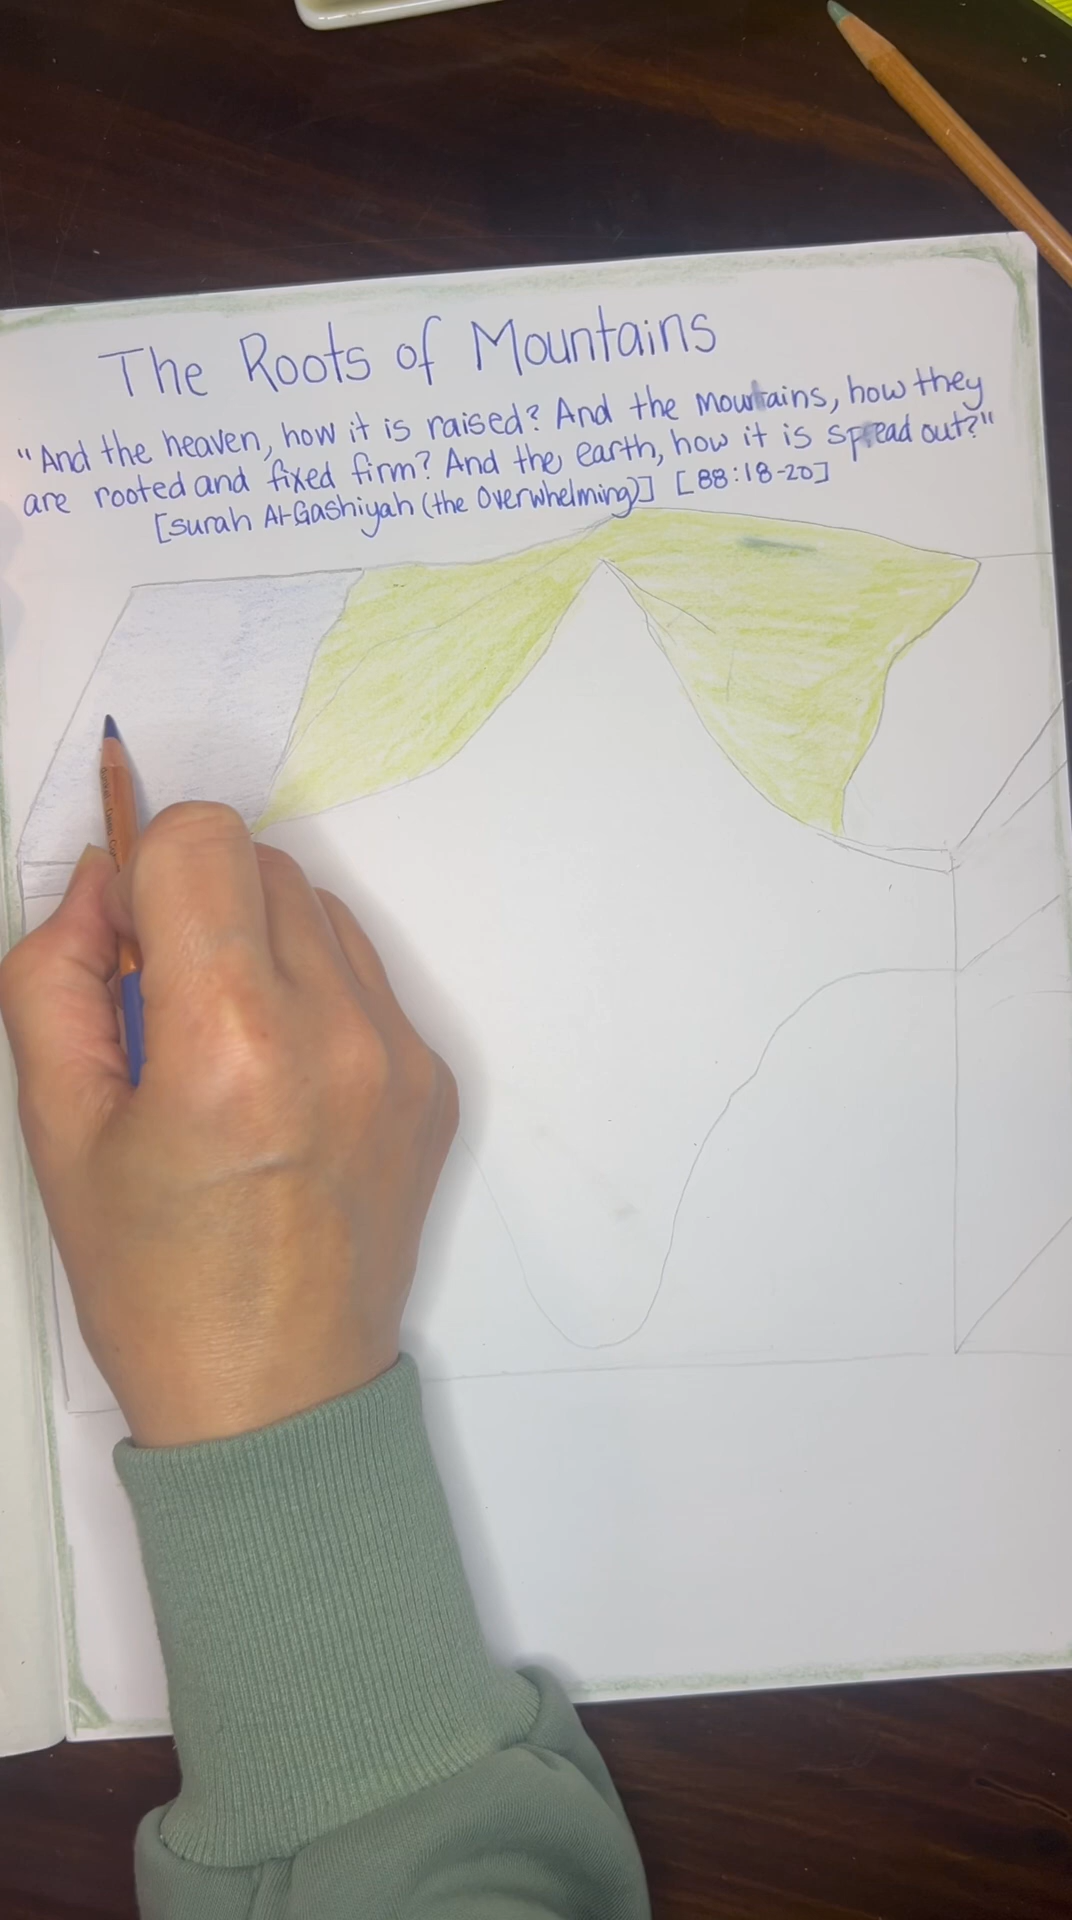 The Roots of Mountains
"And the heaven, how it is raised? And the mountains, how they
are rooted and fixed firm? And the earth, how it is spread out?"
[surah Al-Gashiyah (the Overwhelming)] [88:18-20]